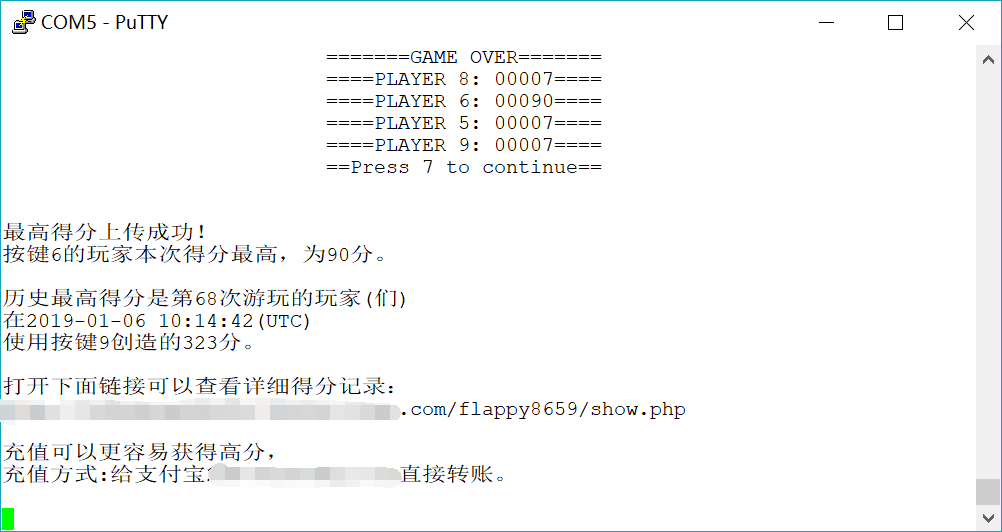 COM5 - PuTTY
=======GAME OVER=======
====PLAYER 8: 00007====
====PLAYER 6: 00090====
====PLAYER 5: 00007====
====PLAYER 9: 00007====
==Press 7 to continue==
最高得分上传成功!
按键6的玩家本次得分最高，为90分。
历史最高得分是第68次游玩的玩家(们)
在2019-01-06 10:14:42(UTC)
使用按键9创造的323分。
打开下面链接可以查看详细得分记录:
.com/flappy8659/show.php
充值可以更容易获得高分，
充值方式:给支付宝 直接转账。